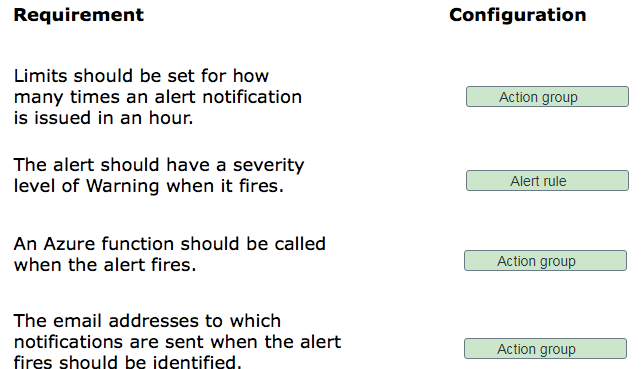 Requirement Configuration
Limits should be set for how
many times an alert notification
is issued in an hour.
Action group
The alert should have a severity
level of Warning when it fires.
Alert rule
An Azure function should be called
when the alert fires.
Action group
The email addresses to which
notifications are sent when the alert
fires should be identified.
Action group